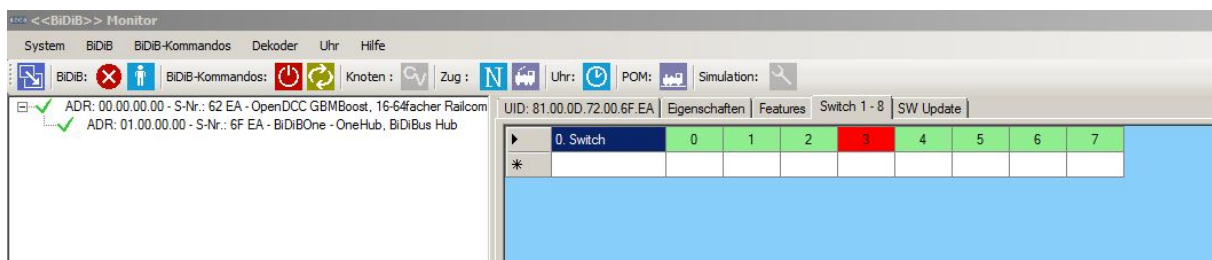 <<BiDiB>> Monitor
System BiDiB BiDiB-Kommandos Dekoder Uhr Hilfe
BiDiB: BiDiB-Kommandos: Knoten : CV Zug : N Uhr: POM: Simulation:
ADR: 00.00.00.00 - S-Nr.: 62 EA - OpenDCC GBMBoost, 16-64facher Railcom
ADR: 01.00.00.00 - S-Nr.: 6F EA - BiDiBOne - OneHub, BiDiBus Hub
UID: 81.00.0D.72.00.6F.EA Eigenschaften Features Switch 1 - 8 SW Update
0. Switch 0 1 2 3 4 5 6 7